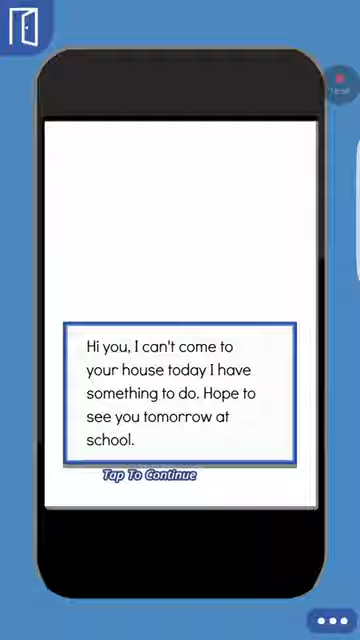 Hi you, I can't come to
your house today I have
something to do. Hope to
see you tomorrow at
school.
Tap To Continue